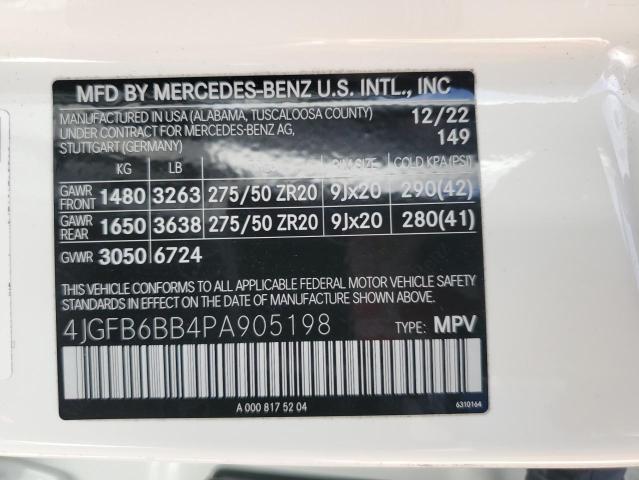 MFD BY MERCEDES-BENZ U.S. INTL., INC
MANUFACTURED IN USA (ALABAMA, TUSCALOOSA COUNTY) 12/22
UNDER CONTRACT FOR MERCEDES-BENZ AG, 149
STUTTGART (GERMANY)
KG LB RIM SIZE COLD KPA (PSI)
GAWR FRONT 1480 3263 275/50 ZR20 9Jx20 290(42)
GAWR REAR 1650 3638 275/50 ZR20 9Jx20 280(41)
GVWR 3050 6724
THIS VEHICLE CONFORMS TO ALL APPLICABLE FEDERAL MOTOR VEHICLE SAFETY
STANDARDS IN EFFECT ON THE DATE OF MANUFACTURE SHOWN ABOVE.
4JGFB6BB4PA905198 TYPE: MPV
A 000 817 52 04 6310164